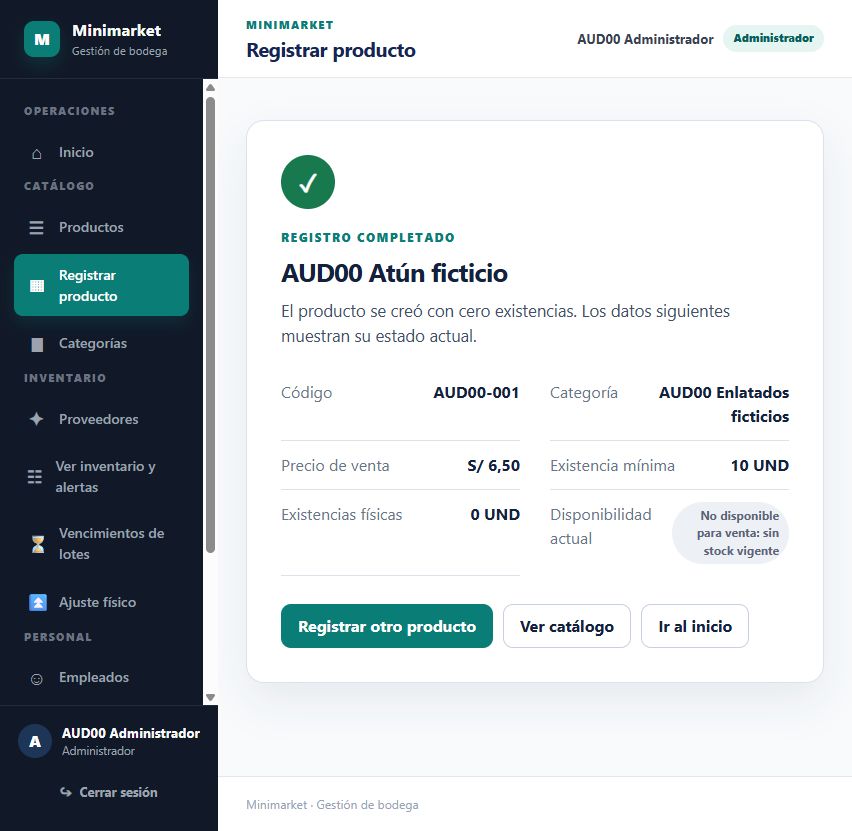 M
Minimarket
Gestión de bodega
OPERACIONES
Inicio
CATÁLOGO
Productos
Registrar
producto
Categorías
INVENTARIO
Proveedores
Ver inventario y
alertas
Vencimientos de
lotes
Ajuste físico
PERSONAL
Empleados
A
AUD00 Administrador
Administrador
Cerrar sesión
MINIMARKET
Registrar producto
AUD00 Administrador
Administrador
REGISTRO COMPLETADO
AUD00 Atún ficticio
El producto se creó con cero existencias. Los datos siguientes
muestran su estado actual.
Código
AUD00-001
Categoría
AUD00 Enlatados
ficticios
Precio de venta
S/ 6,50
Existencia mínima
10 UND
Existencias físicas
0 UND
Disponibilidad
actual
No disponible
para venta: sin
stock vigente
Registrar otro producto
Ver catálogo
Ir al inicio
Minimarket · Gestión de bodega